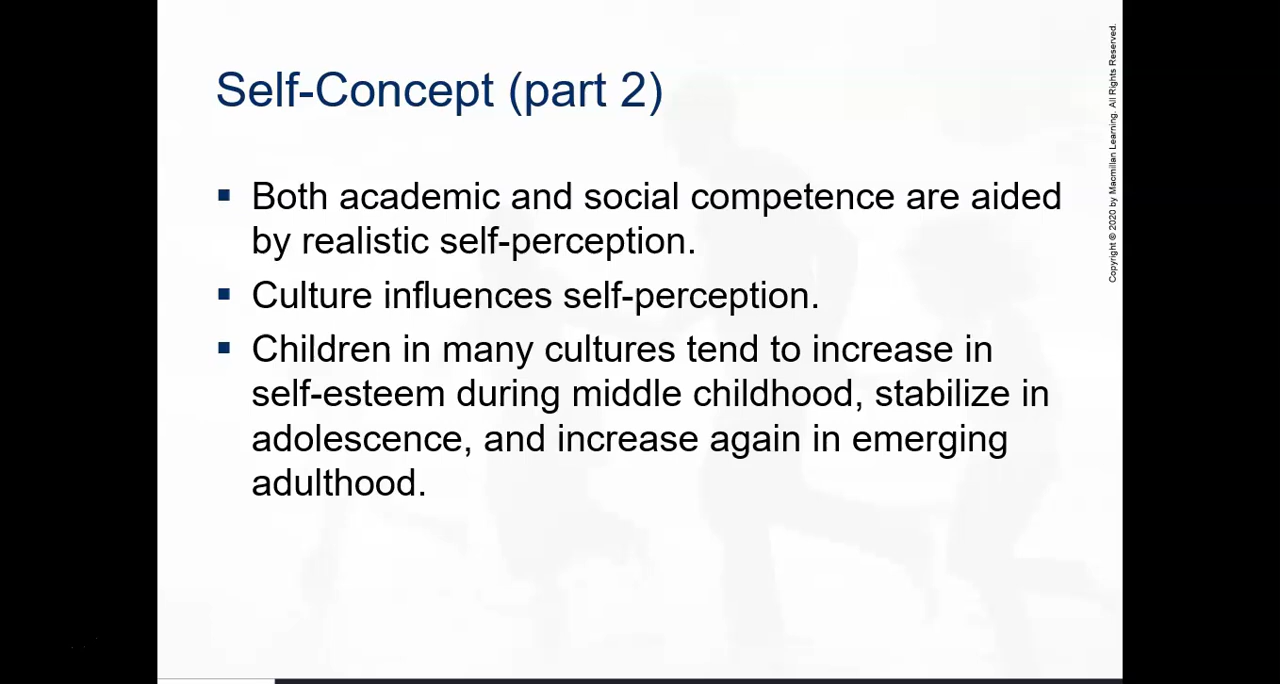 Self-Concept (part 2)
▪ Both academic and social competence are aided
by realistic self-perception.
▪ Culture influences self-perception.
▪ Children in many cultures tend to increase in
self-esteem during middle childhood, stabilize in
adolescence, and increase again in emerging
adulthood.
Copyright © 2020 by Macmillan Learning. All Rights Reserved.